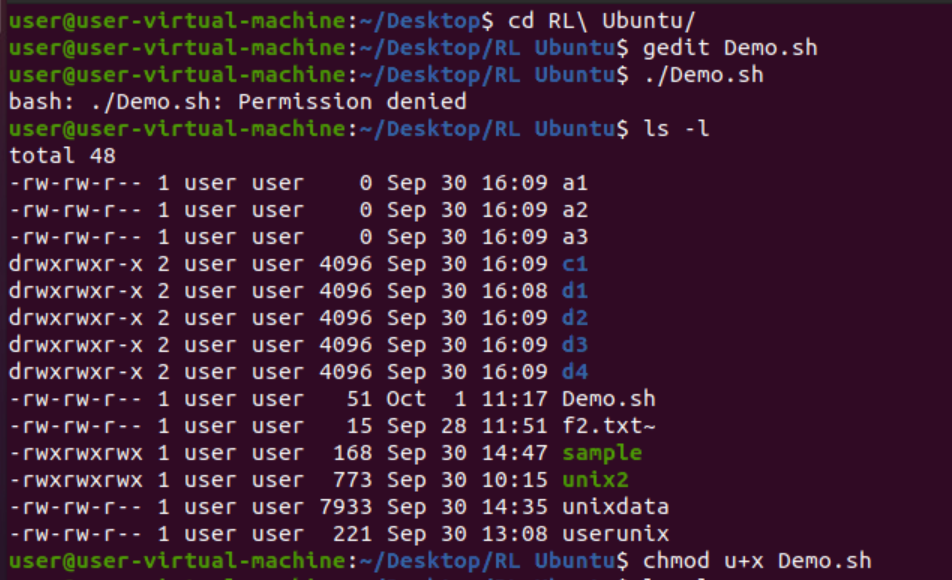 user@user-virtual-machine:~/Desktop$ cd RL\ Ubuntu/
user@user-virtual-machine:~/Desktop/RL Ubuntu$ gedit Demo.sh
user@user-virtual-machine:~/Desktop/RL Ubuntu$ ./Demo.sh
bash: ./Demo.sh: Permission denied
user@user-virtual-machine:~/Desktop/RL Ubuntu$ ls -l
total 48
-rw-rw-r-- 1 user user    0 Sep 30 16:09 a1
-rw-rw-r-- 1 user user    0 Sep 30 16:09 a2
-rw-rw-r-- 1 user user    0 Sep 30 16:09 a3
drwxrwxr-x 2 user user 4096 Sep 30 16:09 c1
drwxrwxr-x 2 user user 4096 Sep 30 16:08 d1
drwxrwxr-x 2 user user 4096 Sep 30 16:09 d2
drwxrwxr-x 2 user user 4096 Sep 30 16:09 d3
drwxrwxr-x 2 user user 4096 Sep 30 16:09 d4
-rw-rw-r-- 1 user user   51 Oct  1 11:17 Demo.sh
-rw-rw-r-- 1 user user   15 Sep 28 11:51 f2.txt~
-rwxrwxrwx 1 user user  168 Sep 30 14:47 sample
-rwxrwxrwx 1 user user  773 Sep 30 10:15 unix2
-rw-rw-r-- 1 user user 7933 Sep 30 14:35 unixdata
-rw-rw-r-- 1 user user  221 Sep 30 13:08 userunix
user@user-virtual-machine:~/Desktop/RL Ubuntu$ chmod u+x Demo.sh